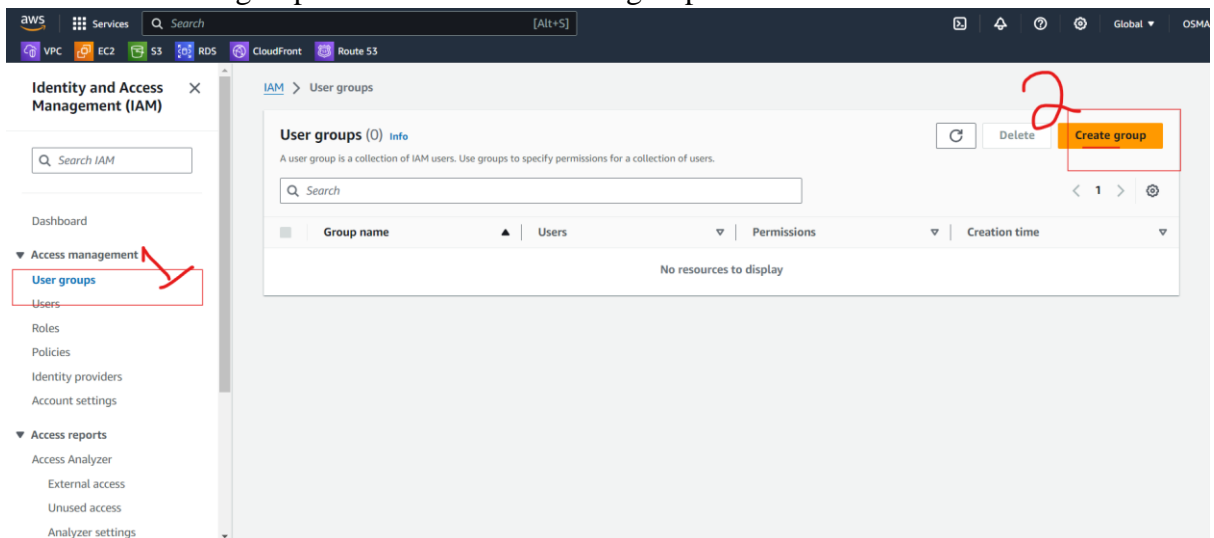 aws Services Search [Alt+S] Global ▼ OSMA
VPC EC2 S3 RDS CloudFront Route 53
Identity and Access Management (IAM)
Search IAM
Dashboard
Access management
User groups
Users
Roles
Policies
Identity providers
Account settings
Access reports
Access Analyzer
External access
Unused access
Analyzer settings
1
IAM > User groups
2
User groups (0) Info
Delete Create group
A user group is a collection of IAM users. Use groups to specify permissions for a collection of users.
Search
< 1 >
Group name Users Permissions Creation time
No resources to display